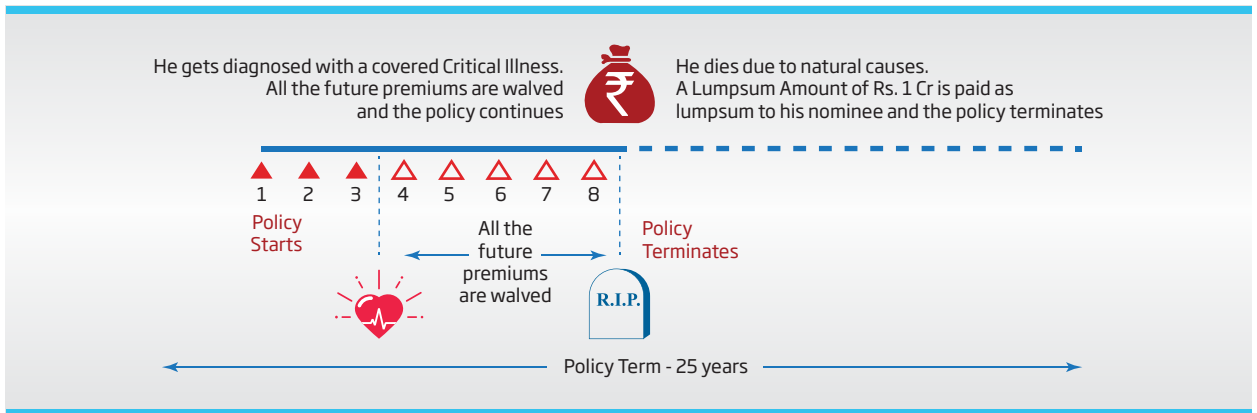 He gets diagnosed with a covered Critical Illness.
All the future premiums are walved
and the policy continues
₹
He dies due to natural causes.
A Lumpsum Amount of Rs. 1 Cr is paid as
lumpsum to his nominee and the policy terminates
1 2 3 4 5 6 7 8
Policy
Starts
All the
future
premiums
are walved
Policy
Terminates
R.I.P.
Policy Term - 25 years